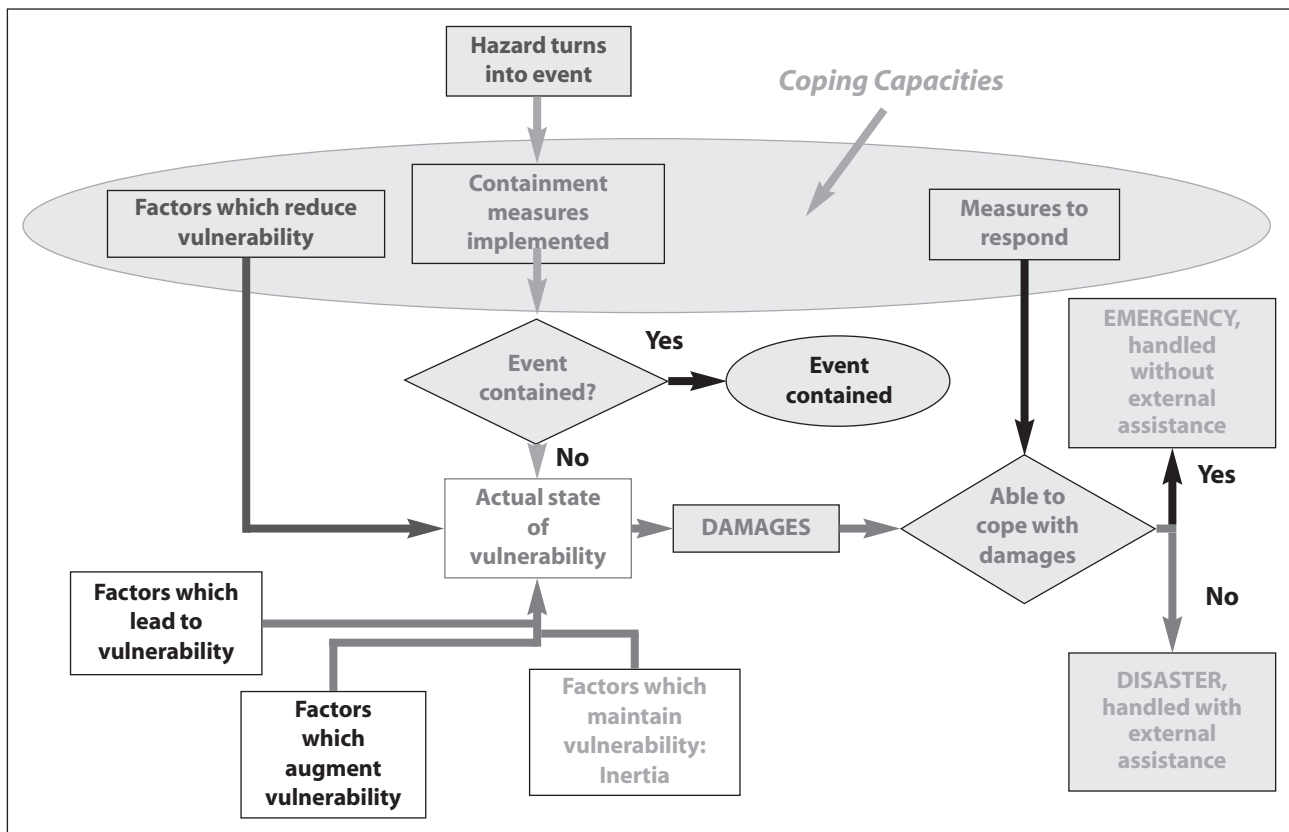 Hazard turns
into event
Coping Capacities
Factors which reduce
vulnerability
Containment
measures
implemented
Measures to
respond
Event
contained?
Yes
Event
contained
No
EMERGENCY,
handled
without
external
assistance
Actual state
of
vulnerability
DAMAGES
Able to
cope with
damages
Yes
No
Factors which
lead to
vulnerability
Factors
which
augment
vulnerability
Factors which
maintain
vulnerability:
Inertia
DISASTER,
handled with
external
assistance